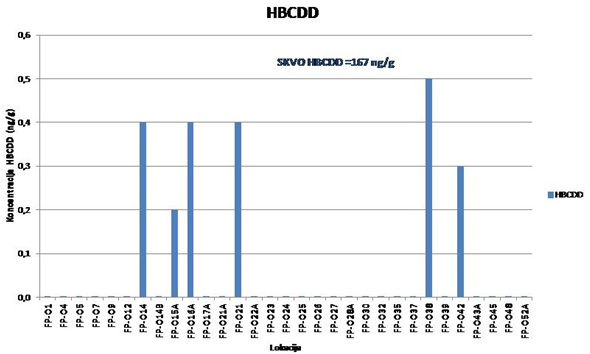 HBCDD
SKVO HBCDD =167 ng/g
Koncentracija HBCDD (ng/g)
0,6
0,5
0,4
0,3
0,2
0,1
0,0
FP-O1
FP-O4
FP-O5
FP-O7
FP-O9
FP-O12
FP-O14
FP-O14B
FP-O15A
FP-O16A
FP-O17A
FP-O21A
FP-O21
FP-O22A
FP-O23
FP-O24
FP-O25
FP-O26
FP-O27
FP-O28A
FP-O30
FP-O32
FP-O35
FP-O37
FP-O38
FP-O39
FP-O42
FP-O43A
FP-O45
FP-O48
FP-O52A
Lokacija
HBCDD